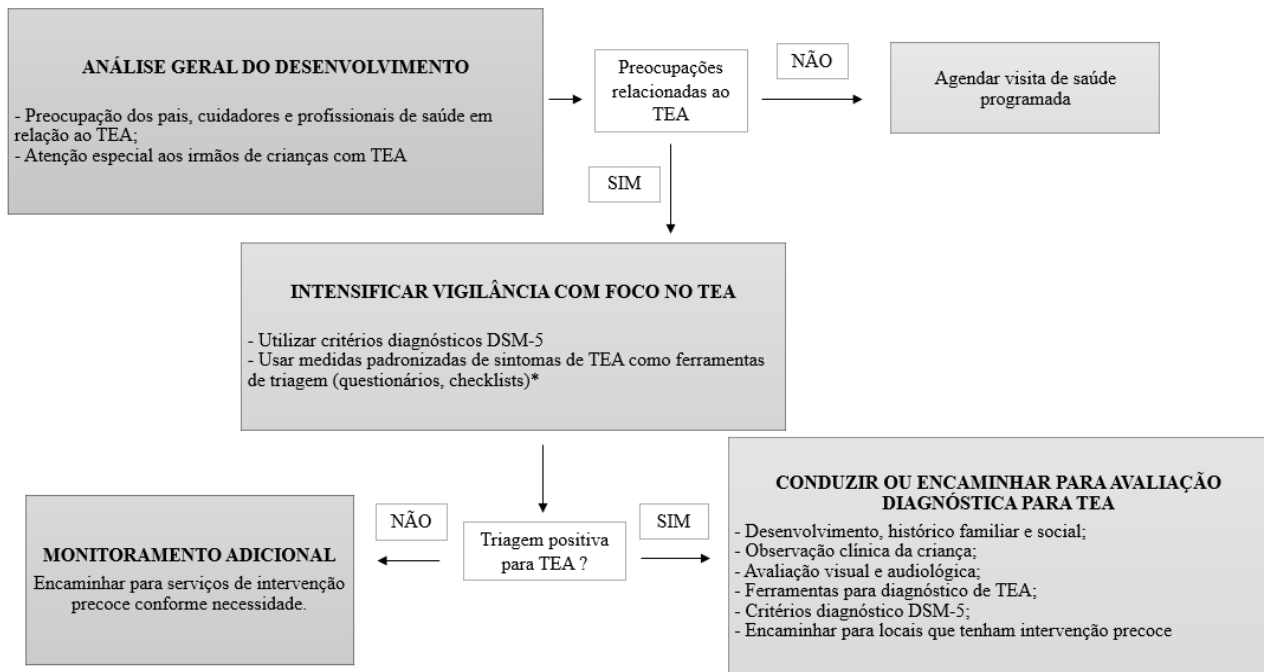 ANÁLISE GERAL DO DESENVOLVIMENTO
- Preocupação dos pais, cuidadores e profissionais de saúde em
relação ao TEA;
- Atenção especial aos irmãos de crianças com TEA
Preocupações
relacionadas ao
TEA
NÃO
Agendar visita de saúde
programada
SIM
INTENSIFICAR VIGILÂNCIA COM FOCO NO TEA
- Utilizar critérios diagnósticos DSM-5
- Usar medidas padronizadas de sintomas de TEA como ferramentas
de triagem (questionários, checklists)*
Triagem positiva
para TEA ?
NÃO
MONITORAMENTO ADICIONAL
Encaminhar para serviços de intervenção
precoce conforme necessidade.
SIM
CONDUZIR OU ENCAMINHAR PARA AVALIAÇÃO
DIAGNÓSTICA PARA TEA
- Desenvolvimento, histórico familiar e social;
- Observação clínica da criança;
- Avaliação visual e audiológica;
- Ferramentas para diagnóstico de TEA;
- Critérios diagnóstico DSM-5;
- Encaminhar para locais que tenham intervenção precoce